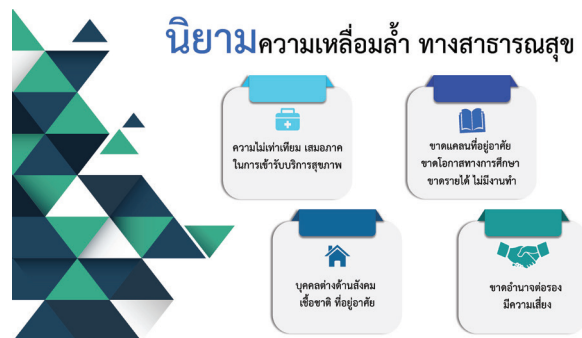 นิยามความเหลื่อมล้ำ ทางสาธารณสุข
ความไม่เท่าเทียม เสมอภาค
ในการเข้ารับบริการสุขภาพ
ขาดแคลนที่อยู่อาศัย
ขาดโอกาสทางการศึกษา
ขาดรายได้ ไม่มีงานทำ
บุคคลต่างด้านสังคม
เชื้อชาติ ที่อยู่อาศัย
ขาดอำนาจต่อรอง
มีความเสี่ยง